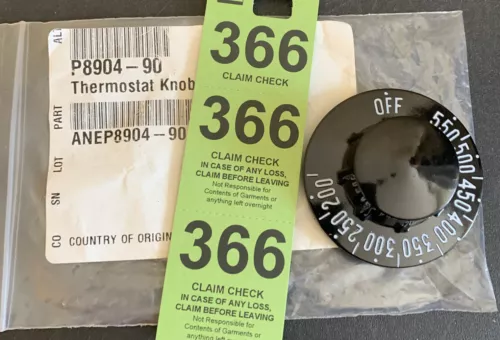 P8904-90
Thermostat Knob
PART
ANEP8904-90
LOT
SN
CO
COUNTRY OF ORIGIN
366
CLAIM CHECK
366
CLAIM CHECK
IN CASE OF ANY LOSS,
CLAIM BEFORE LEAVING
Not Responsible for
Contents of Garments or
anything left overnight
366
CLAIM CHECK
IN CASE OF ANY LOSS,
CLAIM BEFORE LEAVING
Not Responsible for
Contents of Garments or
anything left overnight
OFF
550
500
450
400
350
300
250
200